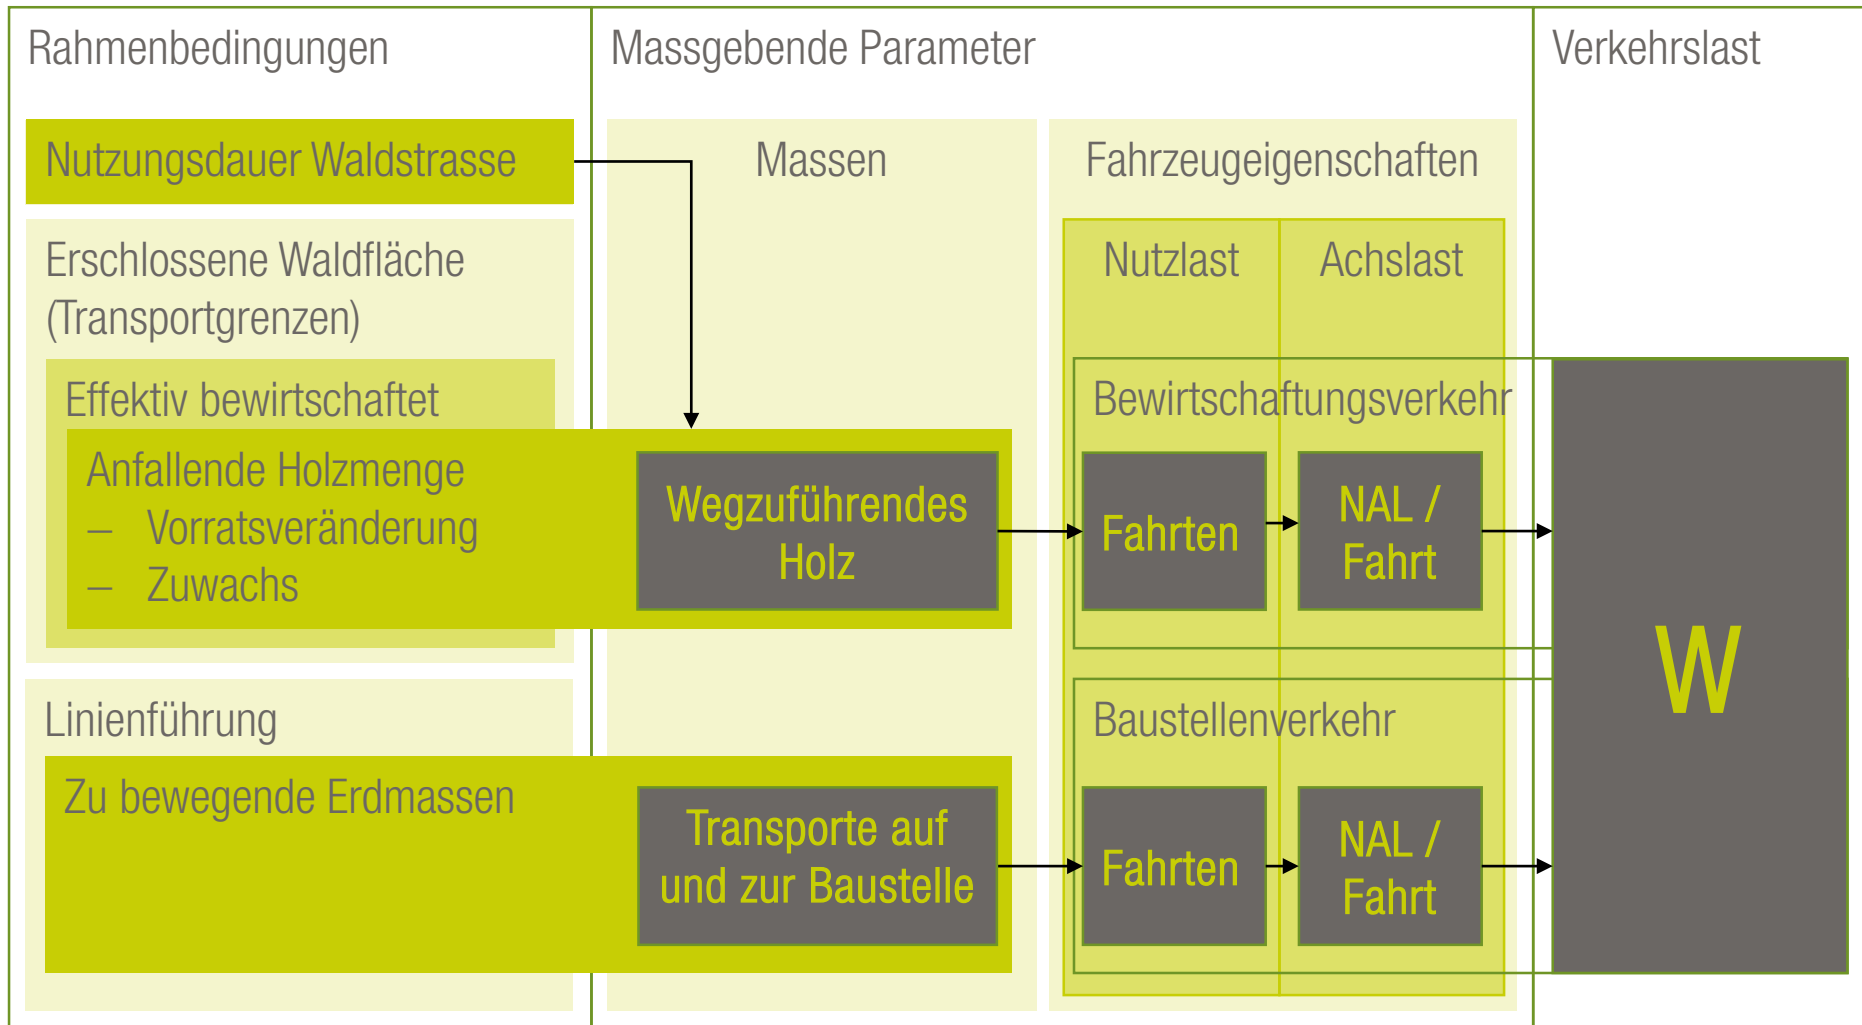 Rahmenbedingungen
Massgebende Parameter
Verkehrslast
Nutzungsdauer Waldstrasse
Massen
Fahrzeugeigenschaften
Erschlossene Waldfläche
(Transportgrenzen)
Nutzlast
Achslast
Effektiv bewirtschaftet
Bewirtschaftungsverkehr
Anfallende Holzmenge
– Vorratsveränderung
– Zuwachs
Wegzuführendes
Holz
Fahrten
NAL /
Fahrt
W
Linienführung
Baustellenverkehr
Zu bewegende Erdmassen
Transporte auf
und zur Baustelle
Fahrten
NAL /
Fahrt